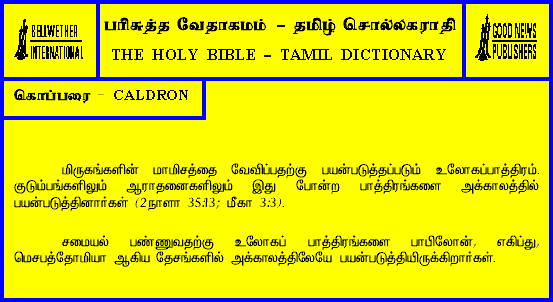 BELLWETHER
INTERNATIONAL
பரிசுத்த வேதாகமம் – தமிழ் சொல்லகராதி
THE HOLY BIBLE – TAMIL DICTIONARY
GOOD NEWS
PUBLISHERS
கொப்பரை - CALDRON
மிருகங்களின் மாமிசத்தை வேவிப்பதற்கு பயன்படுத்தப்படும் உலோகப்பாத்திரம்.
குடும்பங்களிலும் ஆராதனைகளிலும் இது போன்ற பாத்திரங்களை அக்காலத்தில்
பயன்படுத்தினார்கள் (2நாளா 35:13; மீகா 3:3).
சமையல் பண்ணுவதற்கு உலோகப் பாத்திரங்களை பாபிலோன், எகிப்து,
மெசபத்தோமியா ஆகிய தேசங்களில் அக்காலத்திலேயே பயன்படுத்தியிருக்கிறார்கள்.